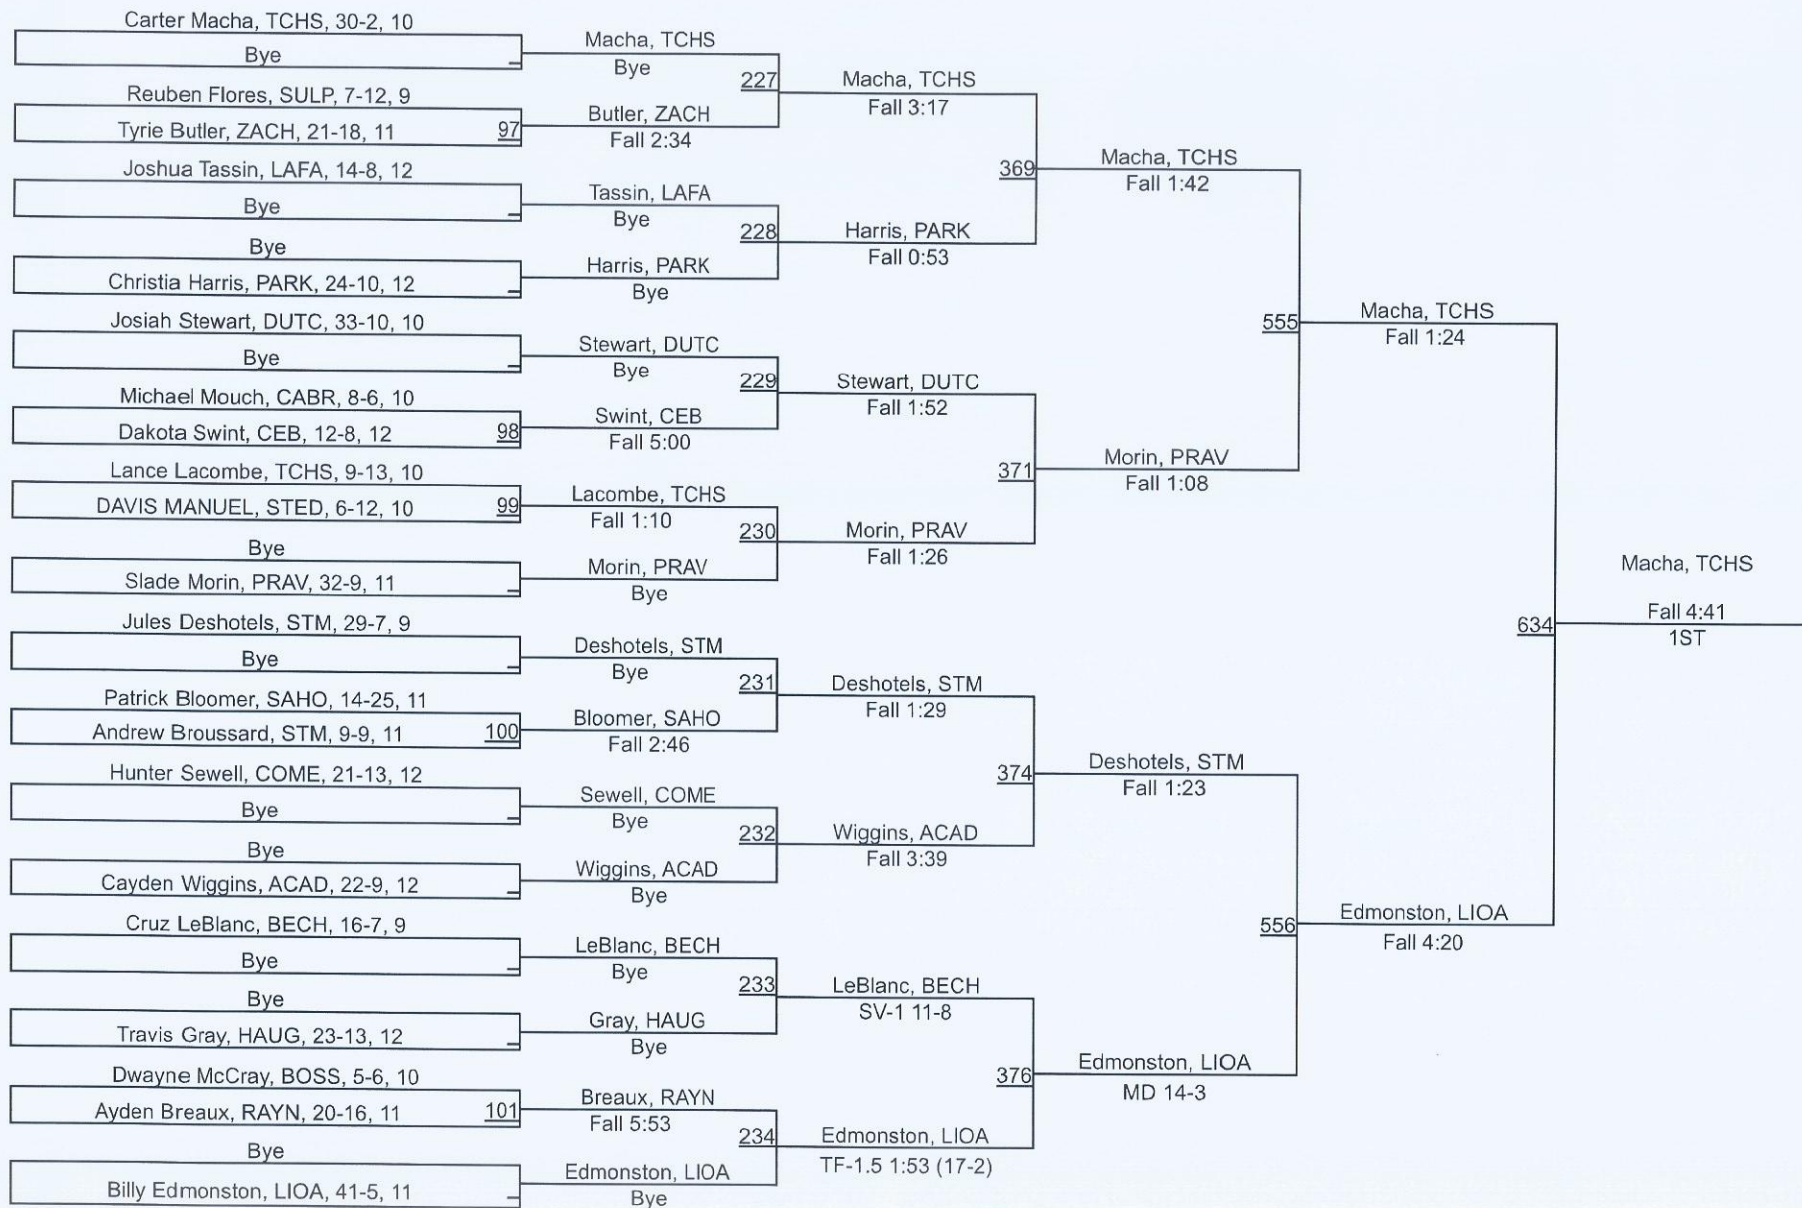 Carter Macha, TCHS, 30-2, 10
Bye
Reuben Flores, SULP, 7-12, 9
Tyrie Butler, ZACH, 21-18, 11
97
Joshua Tassin, LAFA, 14-8, 12
Bye
Bye
Christia Harris, PARK, 24-10, 12
Josiah Stewart, DUTC, 33-10, 10
Bye
Michael Mouch, CABR, 8-6, 10
Dakota Swint, CEB, 12-8, 12
98
Lance Lacombe, TCHS, 9-13, 10
DAVIS MANUEL, STED, 6-12, 10
99
Bye
Slade Morin, PRAV, 32-9, 11
Jules Deshotels, STM, 29-7, 9
Bye
Patrick Bloomer, SAHO, 14-25, 11
Andrew Broussard, STM, 9-9, 11
100
Hunter Sewell, COME, 21-13, 12
Bye
Bye
Cayden Wiggins, ACAD, 22-9, 12
Cruz LeBlanc, BECH, 16-7, 9
Bye
Bye
Travis Gray, HAUG, 23-13, 12
Dwayne McCray, BOSS, 5-6, 10
Ayden Breaux, RAYN, 20-16, 11
101
Bye
Billy Edmonston, LIOA, 41-5, 11
Macha, TCHS
Bye
227
Butler, ZACH
Fall 2:34
Tassin, LAFA
Bye
228
Harris, PARK
Bye
Stewart, DUTC
Bye
229
Swint, CEB
Fall 5:00
Lacombe, TCHS
Fall 1:10
230
Morin, PRAV
Bye
Deshotels, STM
Bye
231
Bloomer, SAHO
Fall 2:46
Sewell, COME
Bye
232
Wiggins, ACAD
Bye
LeBlanc, BECH
Bye
233
Gray, HAUG
Bye
Breaux, RAYN
Fall 5:53
234
Edmonston, LIOA
Bye
Macha, TCHS
Fall 3:17
369
Harris, PARK
Fall 0:53
Stewart, DUTC
Fall 1:52
371
Morin, PRAV
Fall 1:26
Deshotels, STM
Fall 1:29
374
Wiggins, ACAD
Fall 3:39
LeBlanc, BECH
SV-1 11-8
376
Edmonston, LIOA
TF-1.5 1:53 (17-2)
Macha, TCHS
Fall 1:42
555
Morin, PRAV
Fall 1:08
Deshotels, STM
Fall 1:23
556
Edmonston, LIOA
MD 14-3
Macha, TCHS
Fall 1:24
634
Edmonston, LIOA
Fall 4:20
Macha, TCHS
Fall 4:41
1ST